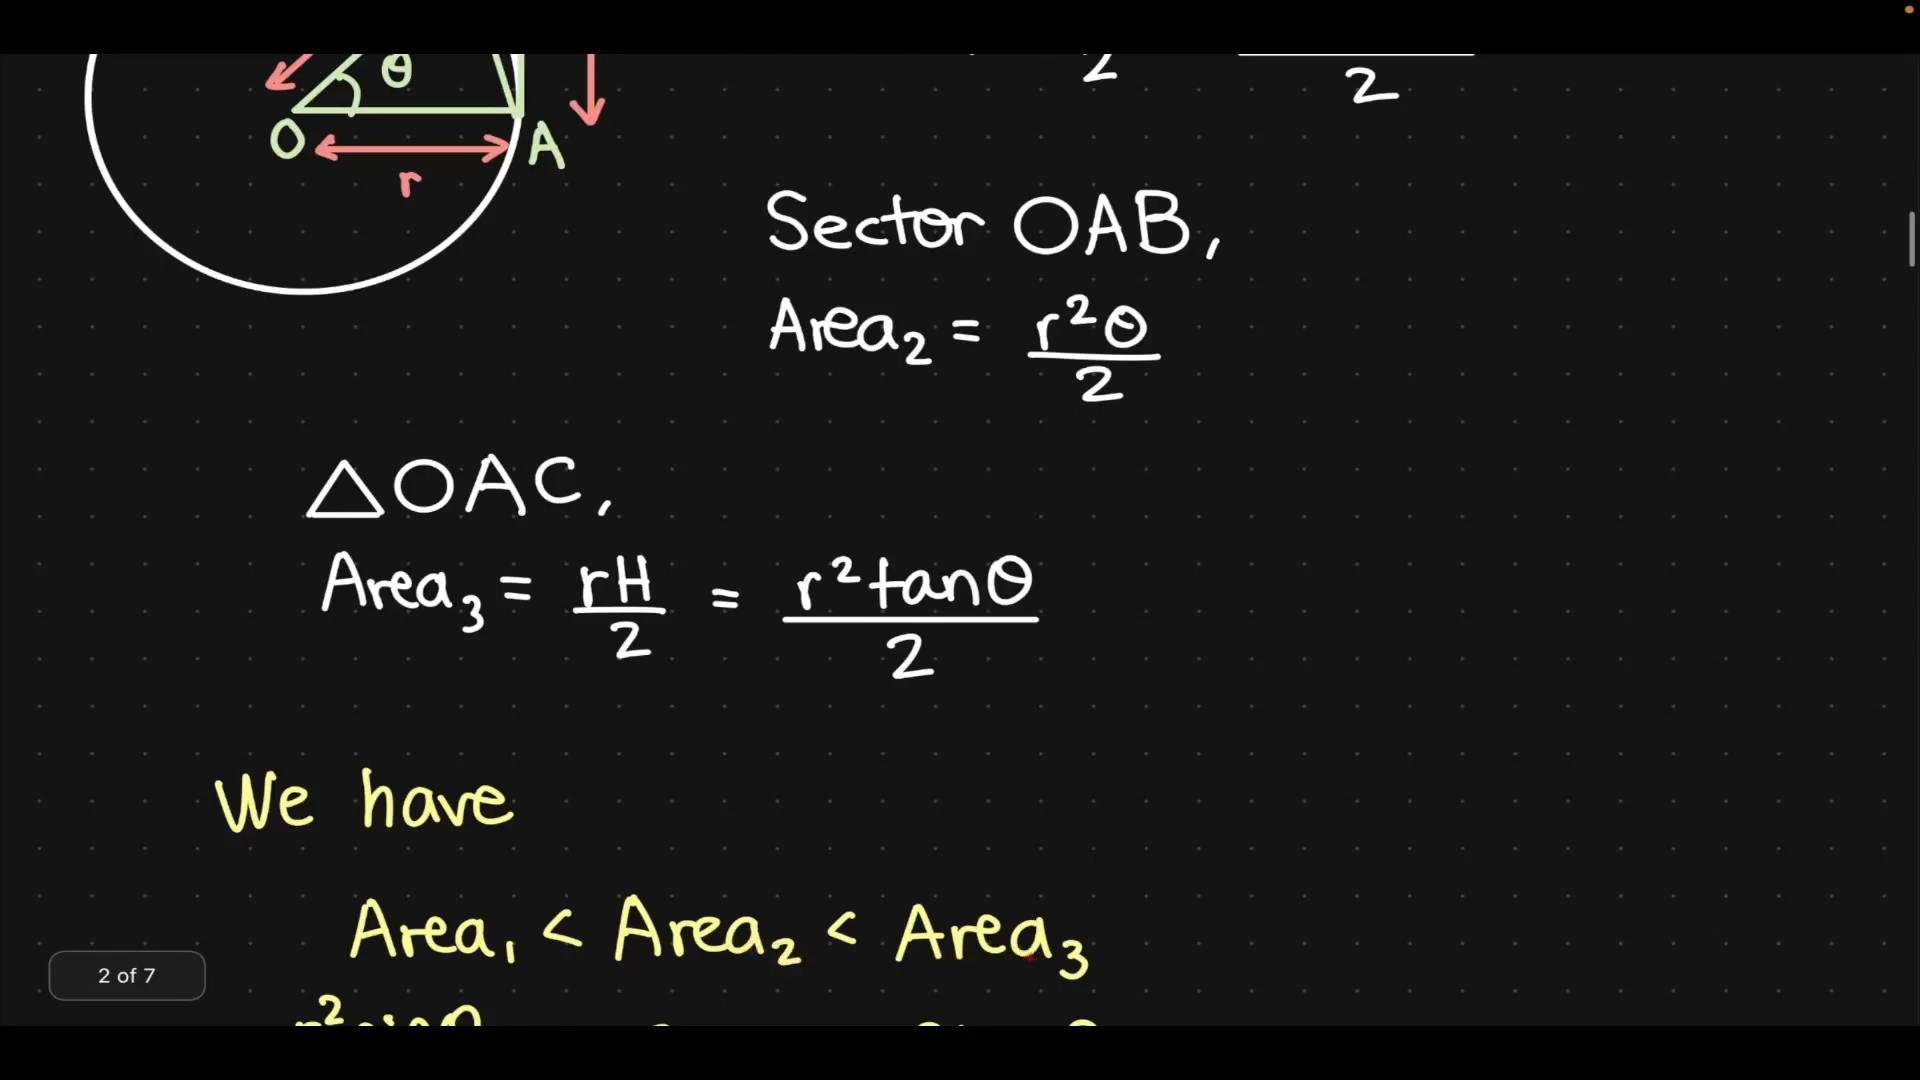 θ
2
2
O
A
r
Sector OAB,
Area₂ = r²θ/2
△OAC,
Area₃ = rH/2 = r²tanθ/2
We have
Area₁ < Area₂ < Area₃
2 of 7